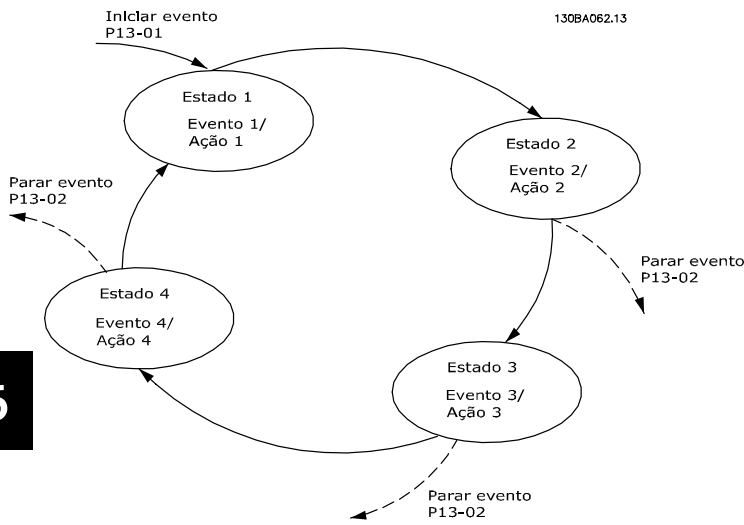 Iniciar evento
P13-01
130BA062.13
Estado 1
Evento 1/
Ação 1
Estado 2
Evento 2/
Ação 2
Parar evento
P13-02
Parar evento
P13-02
Estado 4
Evento 4/
Ação 4
Estado 3
Evento 3/
Ação 3
Parar evento
P13-02